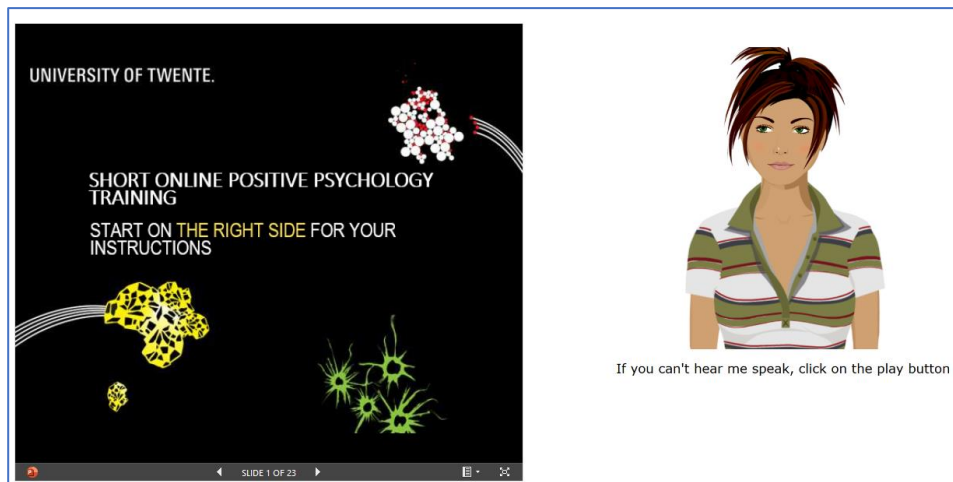 UNIVERSITY OF TWENTE.
SHORT ONLINE POSITIVE PSYCHOLOGY
TRAINING
START ON THE RIGHT SIDE FOR YOUR
INSTRUCTIONS
SLIDE 1 OF 23
If you can't hear me speak, click on the play button